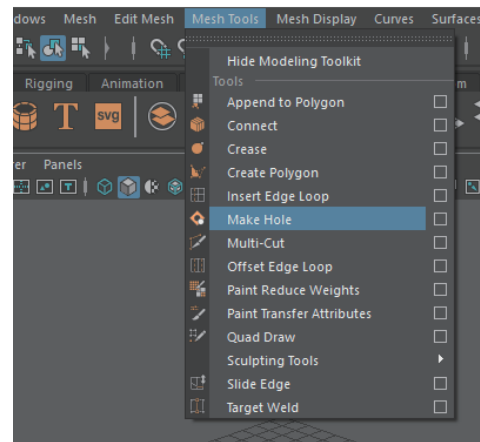 dows Mesh Edit Mesh Mesh Tools Mesh Display Curves Surfaces
Hide Modeling Toolkit
Rigging Animation
Tools
m
Append to Polygon
T svg
Connect
Crease
er Panels
Create Polygon
T
Insert Edge Loop
Make Hole
Multi-Cut
Offset Edge Loop
Paint Reduce Weights
Paint Transfer Attributes
Quad Draw
Sculpting Tools
Slide Edge
Target Weld